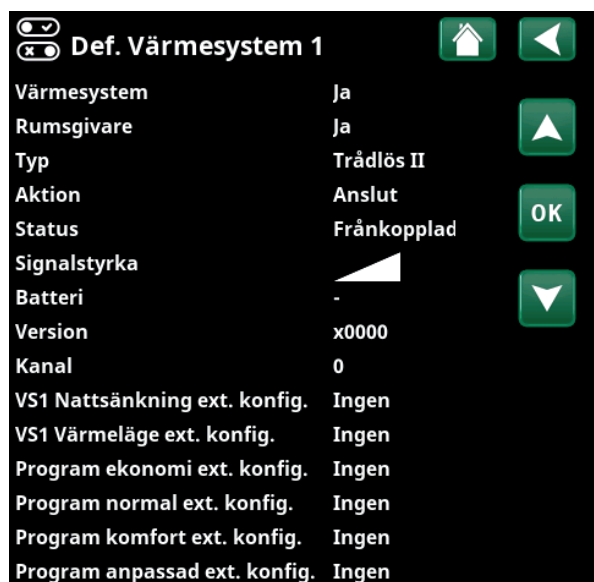 Def. Värmesystem 1
Värmesystem Ja
Rumsgivare Ja
Typ Trådlös II
Aktion Anslut
OK
Status Frånkopplad
Signalstyrka
Batteri -
Version x0000
Kanal 0
VS1 Nattsänkning ext. konfig. Ingen
VS1 Värmeläge ext. konfig. Ingen
Program ekonomi ext. konfig. Ingen
Program normal ext. konfig. Ingen
Program komfort ext. konfig. Ingen
Program anpassad ext. konfig. Ingen